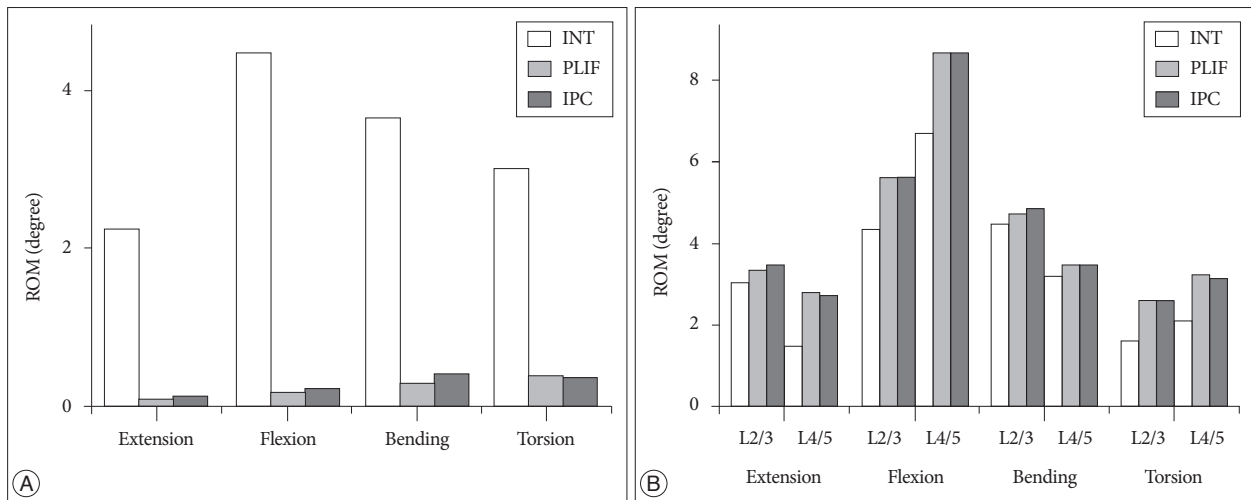 INT
PLIF
IPC
4
2
0
ROM (degree)
Extension Flexion Bending Torsion
A
INT
PLIF
IPC
8
6
4
2
0
ROM (degree)
L2/3 L4/5 L2/3 L4/5 L2/3 L4/5 L2/3 L4/5
Extension Flexion Bending Torsion
B